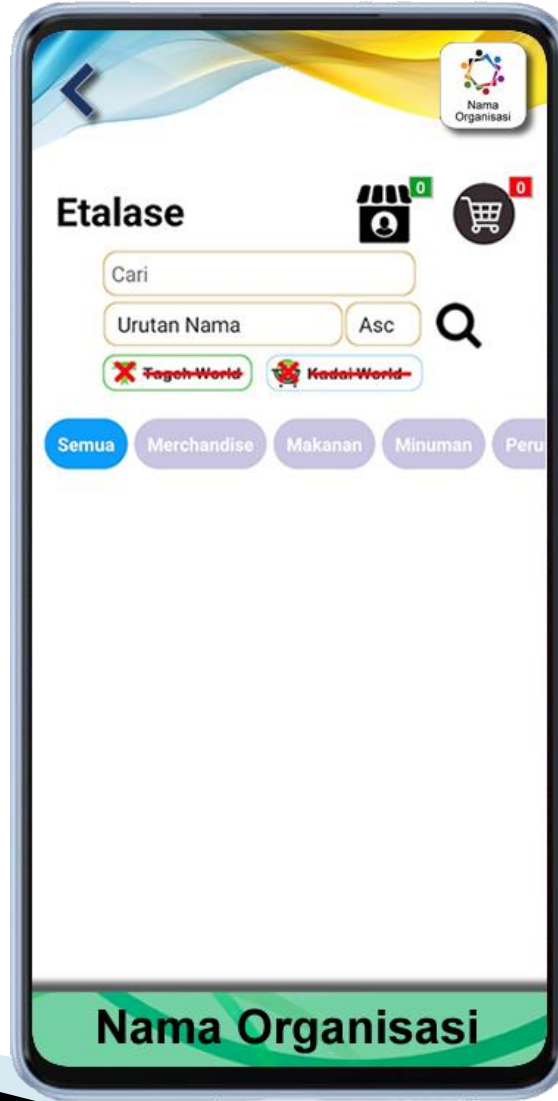 Nama
Organisasi
Etalase
0
0
Cari
Urutan Nama
Asc
Tageh World
Kadai World
Semua
Merchandise
Makanan
Minuman
Peru
Nama Organisasi